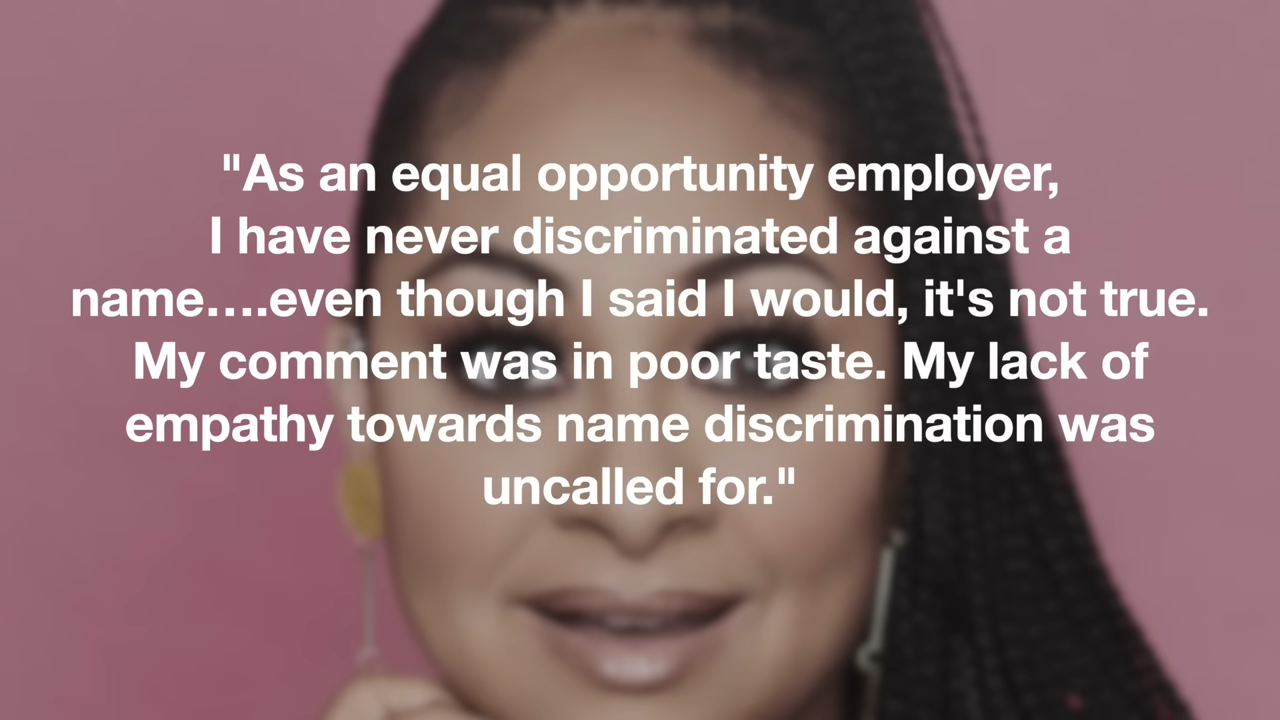 "As an equal opportunity employer,
I have never discriminated against a
name….even though I said I would, it's not true.
My comment was in poor taste. My lack of
empathy towards name discrimination was
uncalled for."